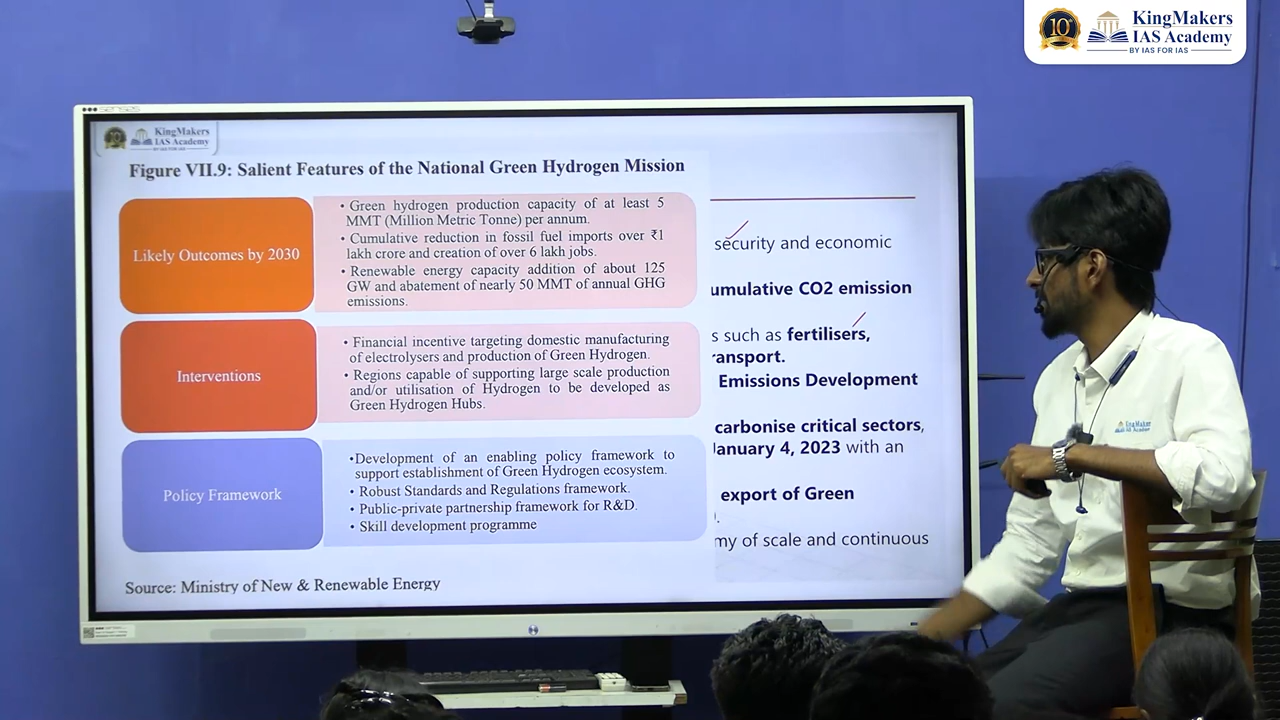 10
KingMakers
IAS Academy
BY IAS FOR IAS
KingMakers
IAS Academy
BY IAS FOR IAS
Figure VII.9: Salient Features of the National Green Hydrogen Mission
Likely Outcomes by 2030
• Green hydrogen production capacity of at least 5
MMT (Million Metric Tonne) per annum.
• Cumulative reduction in fossil fuel imports over ₹1
lakh crore and creation of over 6 lakh jobs.
• Renewable energy capacity addition of about 125
GW and abatement of nearly 50 MMT of annual GHG
emissions.
Interventions
• Financial incentive targeting domestic manufacturing
of electrolysers and production of Green Hydrogen.
• Regions capable of supporting large scale production
and/or utilisation of Hydrogen to be developed as
Green Hydrogen Hubs.
Policy Framework
•Development of an enabling policy framework to
support establishment of Green Hydrogen ecosystem.
• Robust Standards and Regulations framework.
• Public-private partnership framework for R&D.
• Skill development programme
Source: Ministry of New & Renewable Energy
security and economic
umulative CO2 emission
s such as fertilisers,
ransport.
Emissions Development
carbonise critical sectors,
January 4, 2023 with an
export of Green
my of scale and continuous
KingMakers
IAS Academy